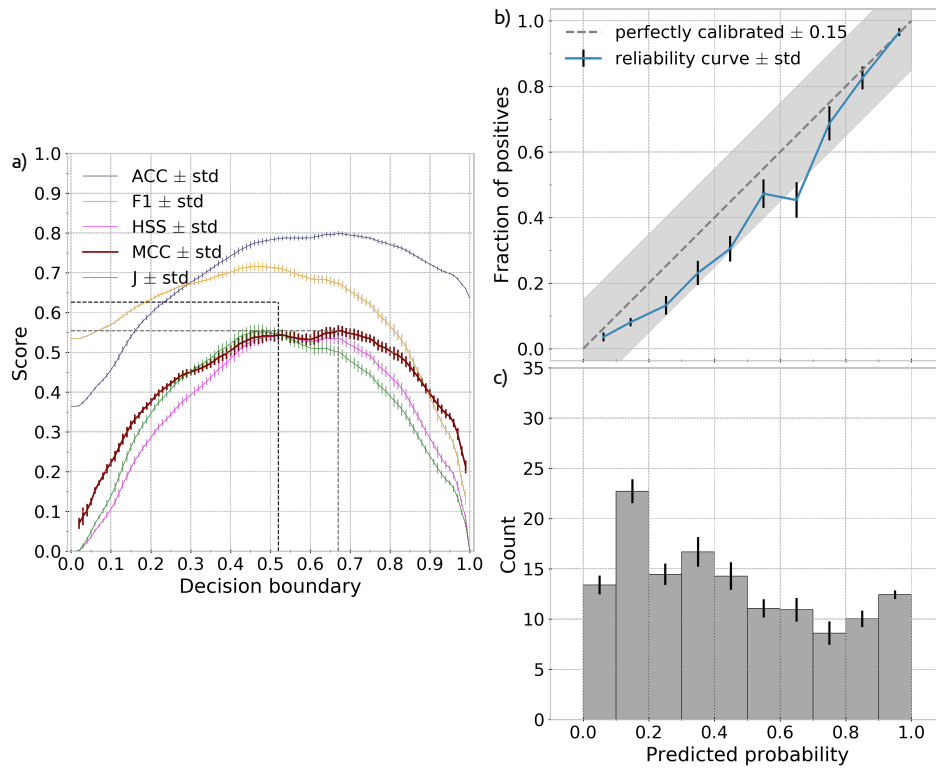 a)
1.0
0.9
0.8
0.7
0.6
0.5
0.4
0.3
0.2
0.1
0.0
Score
ACC ± std
F1 ± std
HSS ± std
MCC ± std
J ± std
0.0 0.1 0.2 0.3 0.4 0.5 0.6 0.7 0.8 0.9 1.0
Decision boundary
b)
1.0
0.8
0.6
0.4
0.2
0.0
Fraction of positives
perfectly calibrated ± 0.15
reliability curve ± std
c)
35
30
25
20
15
10
5
0
Count
0.0 0.2 0.4 0.6 0.8 1.0
Predicted probability